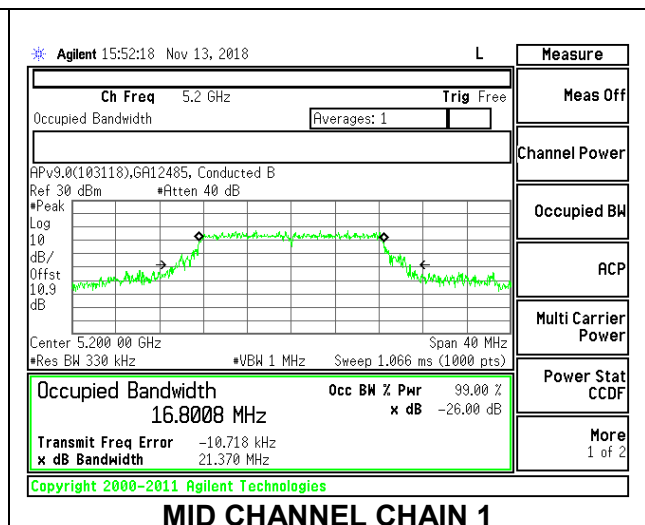 Agilent 15:52:18 Nov 13, 2018 L
Measure
Ch Freq 5.2 GHz Trig Free
Meas Off
Occupied Bandwidth Averages: 1
Channel Power
APv9.0(103118),GA12485, Conducted B
Ref 30 dBm #Atten 40 dB
#Peak
Log
10
dB/
Offst
10.9
dB
Occupied BW
ACP
Multi Carrier
Power
Center 5.200 00 GHz Span 40 MHz
#Res BW 330 kHz #VBW 1 MHz Sweep 1.066 ms (1000 pts)
Power Stat
CCDF
Occupied Bandwidth Occ BW % Pwr 99.00 %
16.8008 MHz x dB -26.00 dB
Transmit Freq Error -10.718 kHz
x dB Bandwidth 21.370 MHz
More
1 of 2
Copyright 2000-2011 Agilent Technologies
MID CHANNEL CHAIN 1